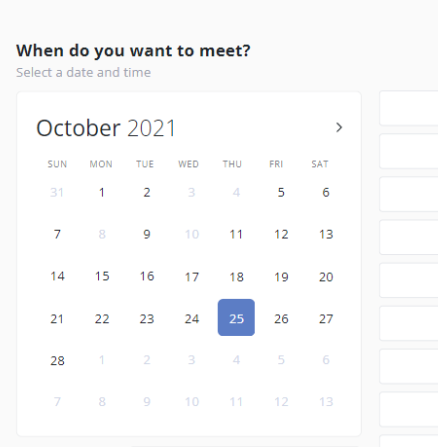 When do you want to meet?
Select a date and time
October 2021
SUN MON TUE WED THU FRI SAT
31 1 2 3 4 5 6
7 8 9 10 11 12 13
14 15 16 17 18 19 20
21 22 23 24 25 26 27
28 1 2 3 4 5 6
7 8 9 10 11 12 13